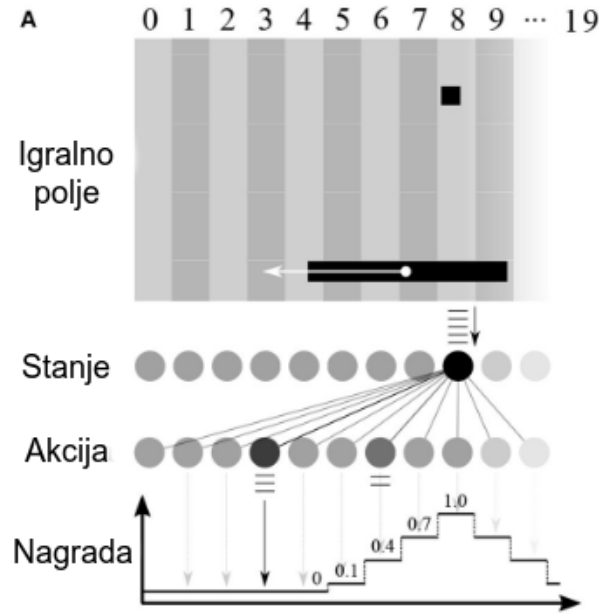 A 0 1 2 3 4 5 6 7 8 9 ... 19
Igralno
polje
Stanje
Akcija
Nagrada
0 0.1 0.4 0.7 1.0